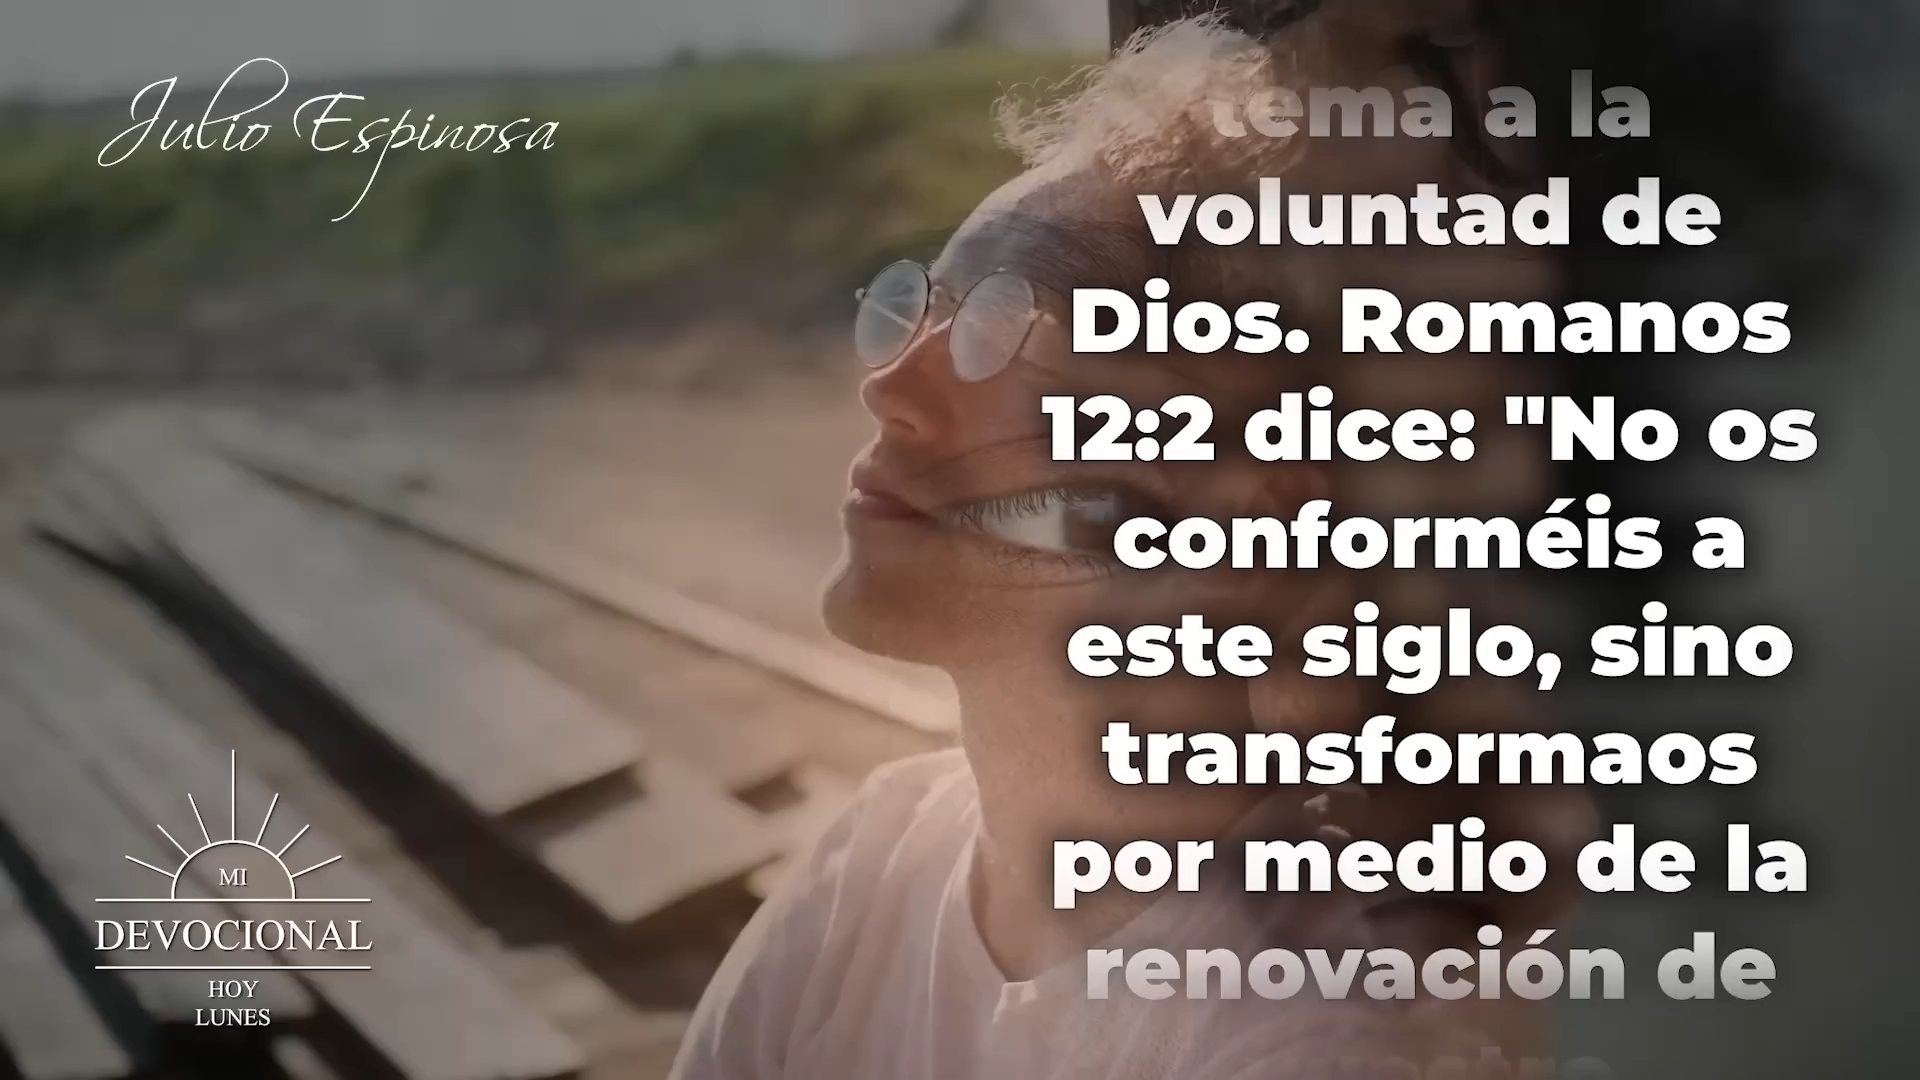 Julio Espinosa
tema a la
voluntad de
Dios. Romanos
12:2 dice: "No os
conforméis a
este siglo, sino
transformaos
por medio de la
renovación de
MI
DEVOCIONAL
HOY
LUNES